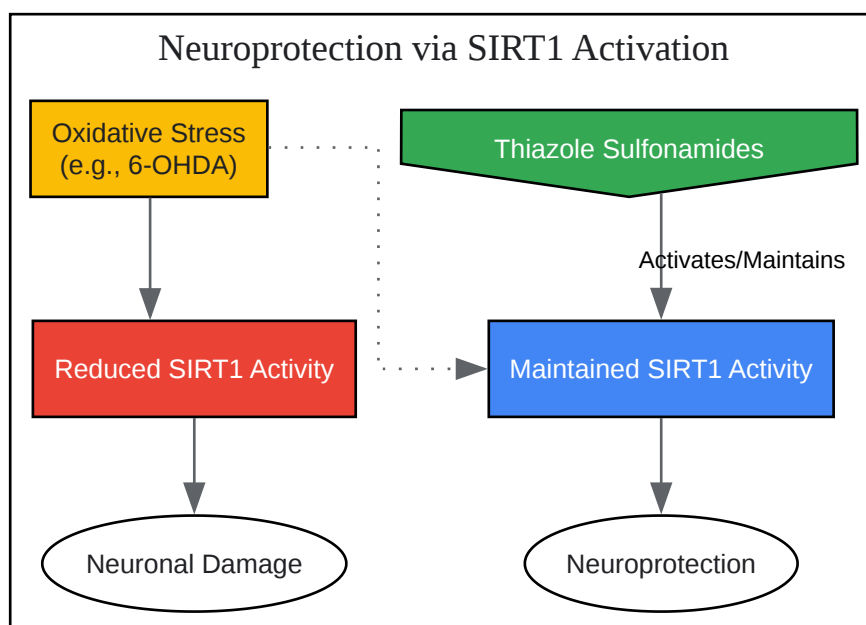 Neuroprotection via SIRT1 Activation
Oxidative Stress
(e.g., 6-OHDA)
Thiazole Sulfonamides
Activates/Maintains
Reduced SIRT1 Activity
Maintained SIRT1 Activity
Neuronal Damage
Neuroprotection